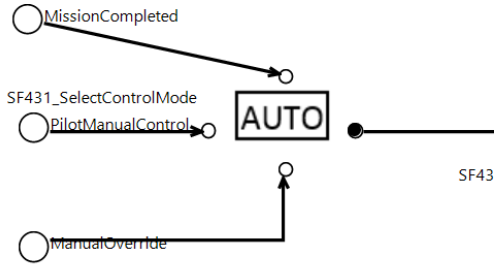 MissionCompleted
SF431_SelectControlMode
PilotManualControl
AUTO
SF43
ManualOverride